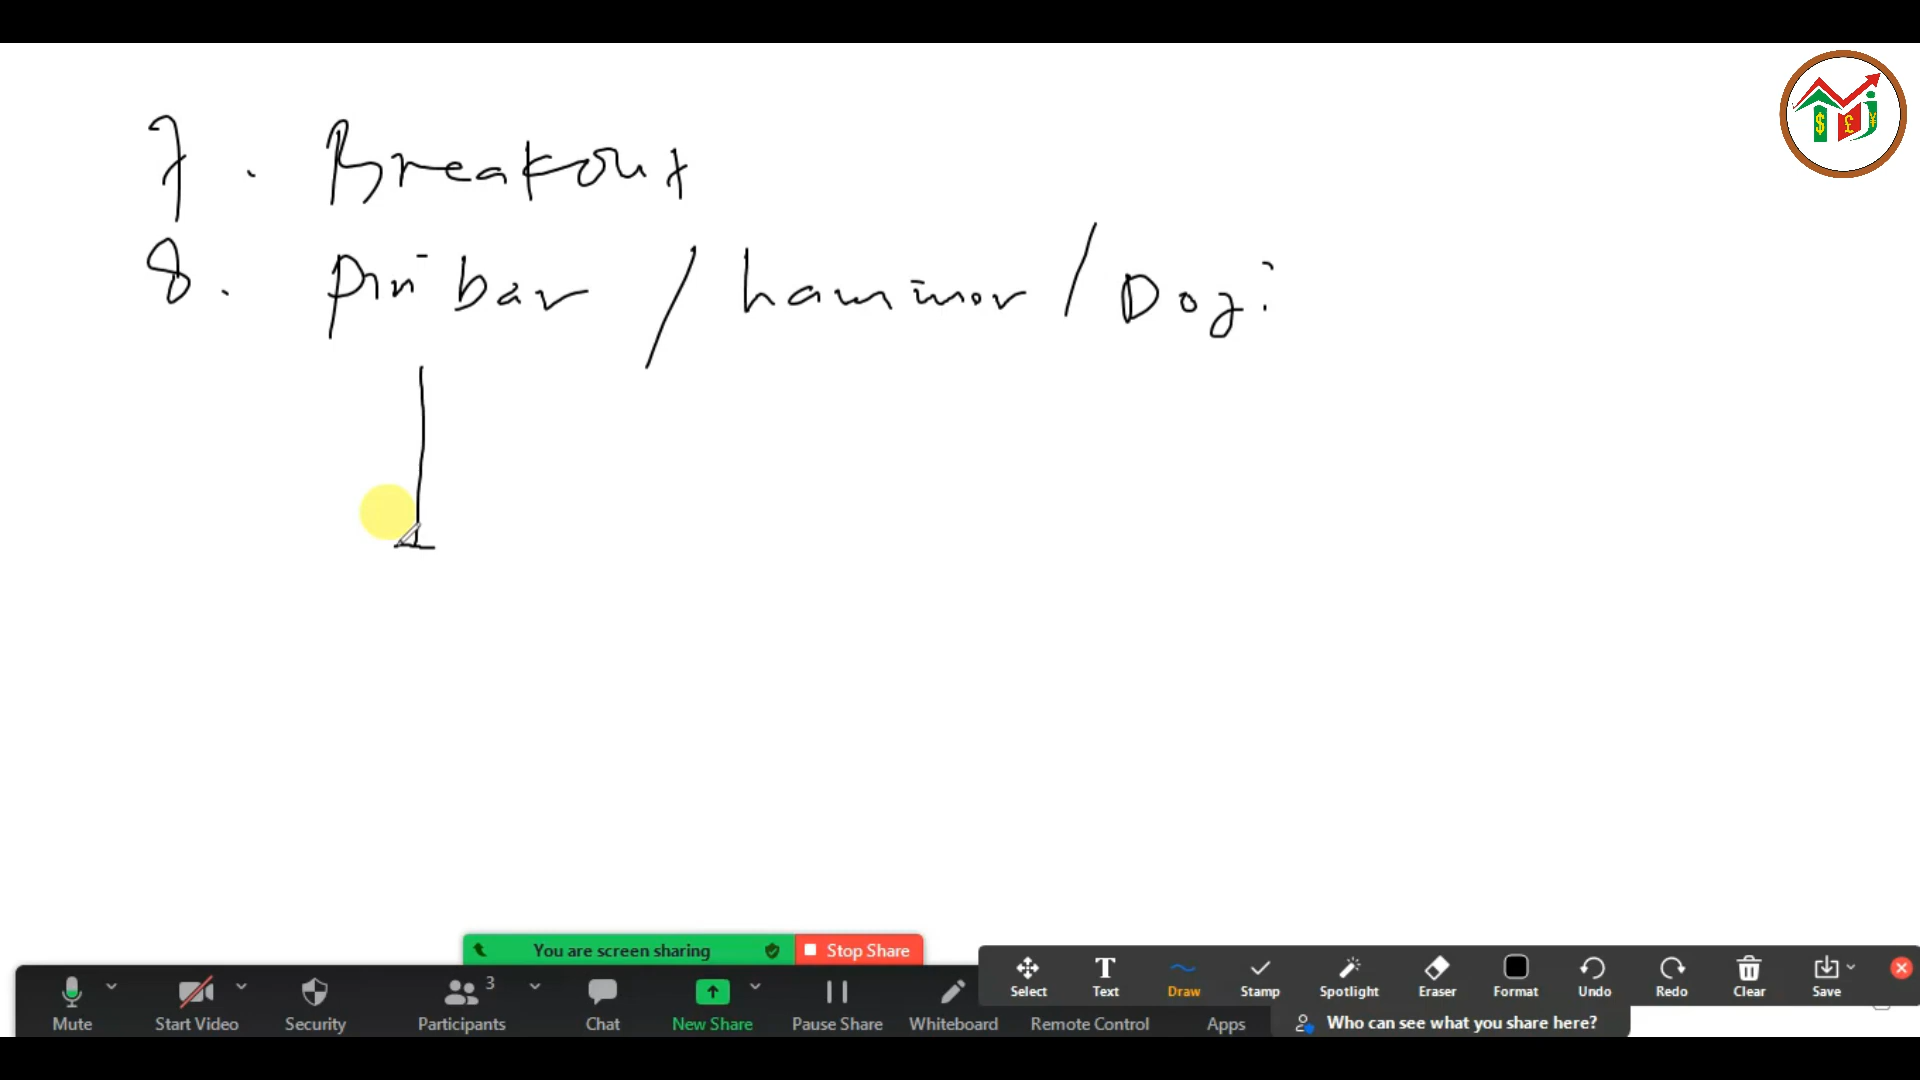 7. Breakout
8. Pin bar / hammor / Dozi
$ £ ¥
You are screen sharing Stop Share
Select Text Draw Stamp Spotlight Eraser Format Undo Redo Clear Save
3
Mute Start Video Security Participants Chat New Share Pause Share Whiteboard Remote Control Apps
Who can see what you share here?